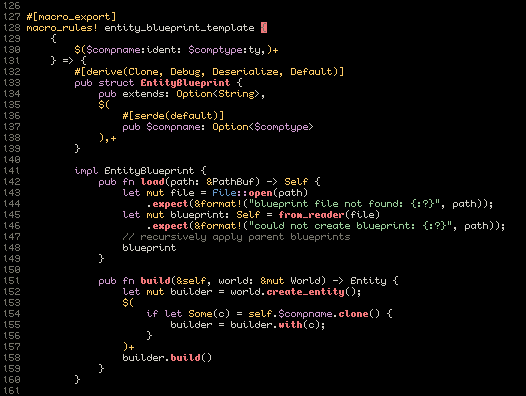 126
127 #[macro_export]
128 macro_rules! entity_blueprint_template {
129 {
130 $($compname:ident: $comptype:ty,)+
131 } => {
132 #[derive(Clone, Debug, Deserialize, Default)]
133 pub struct EntityBlueprint {
134 pub extends: Option<String>,
135 $(
136 #[serde(default)]
137 pub $compname: Option<$comptype>
138 ),+
139 }
140
141 impl EntityBlueprint {
142 pub fn load(path: &PathBuf) -> Self {
143 let mut file = File::open(path)
144 .expect(&format!("blueprint file not found: {:?}", path));
145 let mut blueprint: Self = from_reader(file)
146 .expect(&format!("could not create blueprint: {:?}", path));
147 // recursively apply parent blueprints
148 blueprint
149 }
150
151 pub fn build(&self, world: &mut World) -> Entity {
152 let mut builder = world.create_entity();
153 $(
154 if let Some(c) = self.$compname.clone() {
155 builder = builder.with(c);
156 }
157 )+
158 builder.build()
159 }
160 }
161